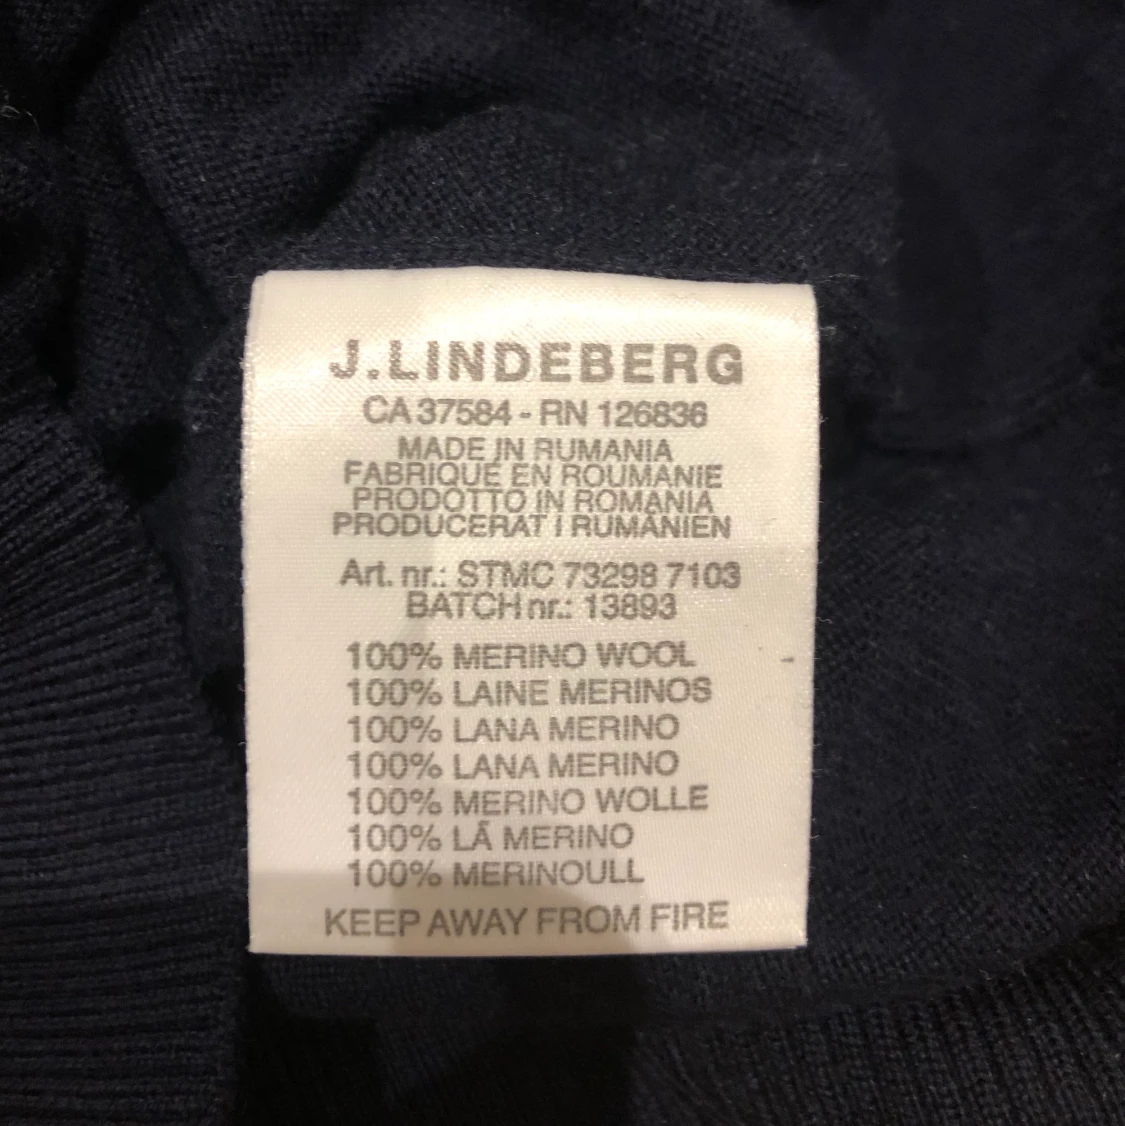 J.LINDEBERG
CA 37584 - RN 126836
MADE IN RUMANIA
FABRIQUE EN ROUMANIE
PRODOTTO IN ROMANIA
PRODUCERAT I RUMÄNIEN
Art. nr.: STMC 73298 7103
BATCH nr.: 13893
100% MERINO WOOL
100% LAINE MERINOS
100% LANA MERINO
100% LANA MERINO
100% MERINO WOLLE
100% LÃ MERINO
100% MERINOULL
KEEP AWAY FROM FIRE